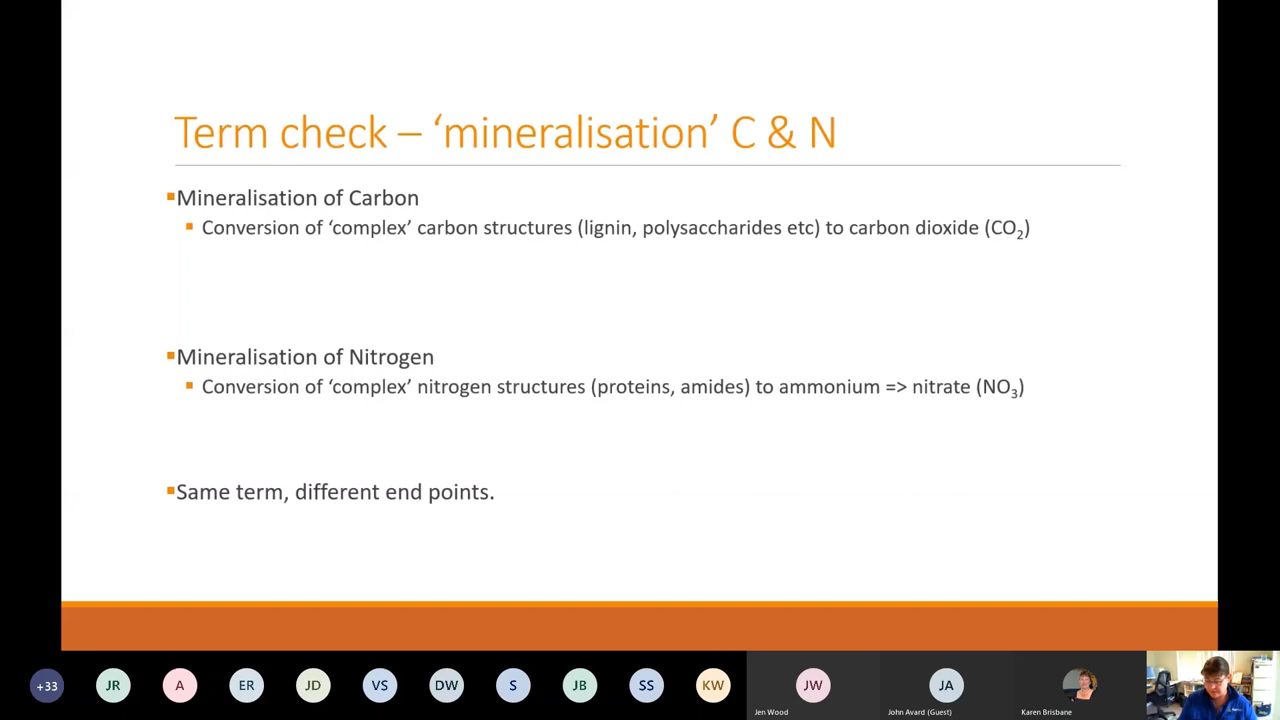 Term check – ‘mineralisation’ C & N
▪Mineralisation of Carbon
▪ Conversion of ‘complex’ carbon structures (lignin, polysaccharides etc) to carbon dioxide (CO₂)
▪Mineralisation of Nitrogen
▪ Conversion of ‘complex’ nitrogen structures (proteins, amides) to ammonium => nitrate (NO₃)
▪Same term, different end points.
+33 JR A ER JD VS DW S JB SS KW JW JA
Jen Wood John Avard (Guest) Karen Brisbane